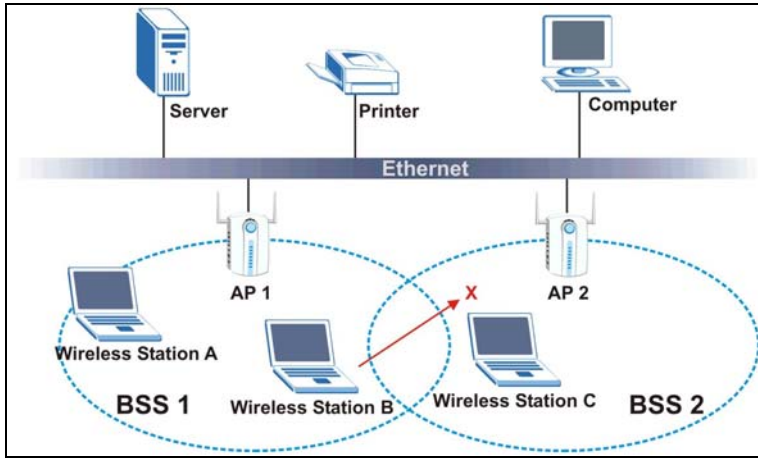 Server
Printer
Computer
Ethernet
AP 1
AP 2
X
Wireless Station A
Wireless Station B
Wireless Station C
BSS 1
BSS 2